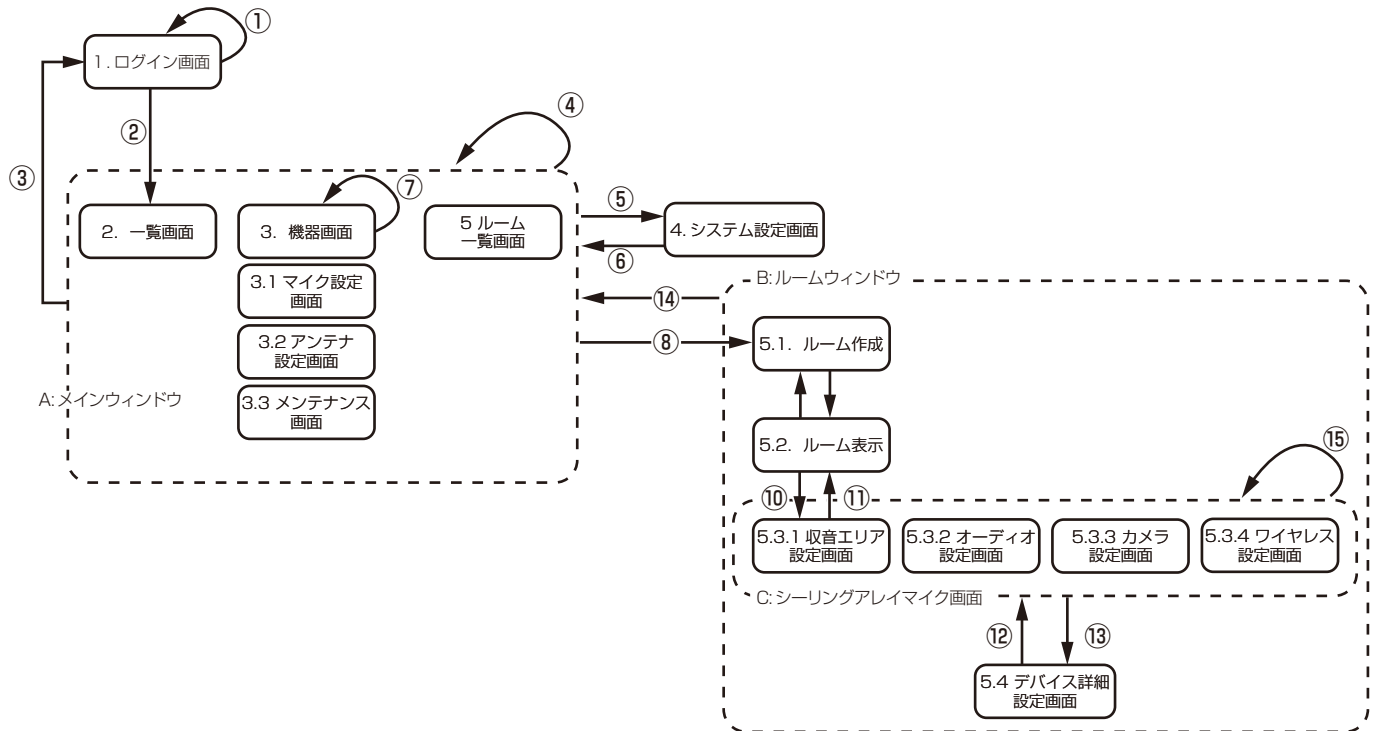 ①
1. ログイン画面
②
③
④
⑦
2. 一覧画面
3. 機器画面
5 ルーム
一覧画面
⑤
4. システム設定画面
⑥
3.1 マイク設定
画面
3.2 アンテナ
設定画面
3.3 メンテナンス
画面
A:メインウィンドウ
B:ルームウィンドウ
⑭
⑧
5.1. ルーム作成
5.2. ルーム表示
⑩
⑪
⑮
5.3.1 収音エリア
設定画面
5.3.2 オーディオ
設定画面
5.3.3 カメラ
設定画面
5.3.4 ワイヤレス
設定画面
C:シーリングアレイマイク画面
⑫
⑬
5.4 デバイス詳細
設定画面